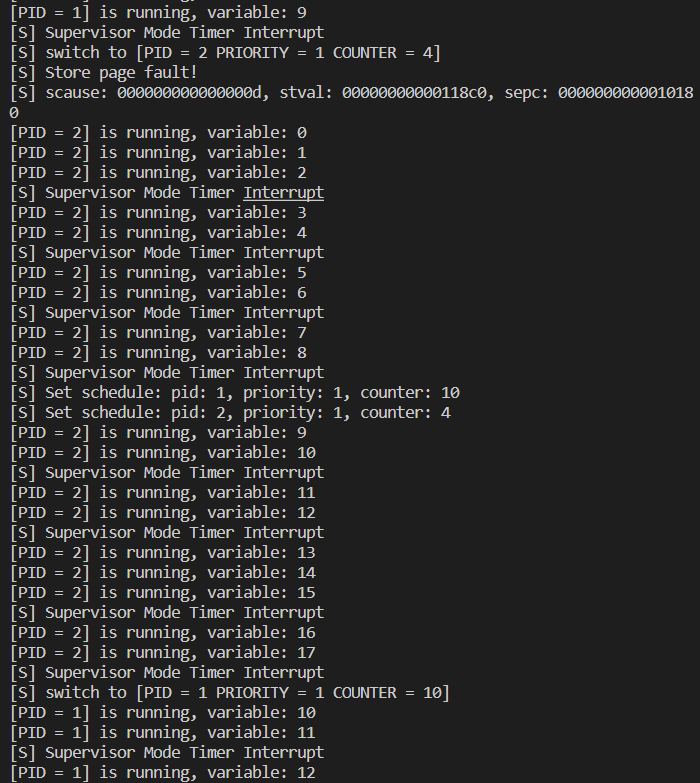 [PID = 1] is running, variable: 9
[S] Supervisor Mode Timer Interrupt
[S] switch to [PID = 2 PRIORITY = 1 COUNTER = 4]
[S] Store page fault!
[S] scause: 000000000000000d, stval: 00000000000118c0, sepc: 000000000001018
0
[PID = 2] is running, variable: 0
[PID = 2] is running, variable: 1
[PID = 2] is running, variable: 2
[S] Supervisor Mode Timer Interrupt
[PID = 2] is running, variable: 3
[PID = 2] is running, variable: 4
[S] Supervisor Mode Timer Interrupt
[PID = 2] is running, variable: 5
[PID = 2] is running, variable: 6
[S] Supervisor Mode Timer Interrupt
[PID = 2] is running, variable: 7
[PID = 2] is running, variable: 8
[S] Supervisor Mode Timer Interrupt
[S] Set schedule: pid: 1, priority: 1, counter: 10
[S] Set schedule: pid: 2, priority: 1, counter: 4
[PID = 2] is running, variable: 9
[PID = 2] is running, variable: 10
[S] Supervisor Mode Timer Interrupt
[PID = 2] is running, variable: 11
[PID = 2] is running, variable: 12
[S] Supervisor Mode Timer Interrupt
[PID = 2] is running, variable: 13
[PID = 2] is running, variable: 14
[PID = 2] is running, variable: 15
[S] Supervisor Mode Timer Interrupt
[PID = 2] is running, variable: 16
[PID = 2] is running, variable: 17
[S] Supervisor Mode Timer Interrupt
[S] switch to [PID = 1 PRIORITY = 1 COUNTER = 10]
[PID = 1] is running, variable: 10
[PID = 1] is running, variable: 11
[S] Supervisor Mode Timer Interrupt
[PID = 1] is running, variable: 12